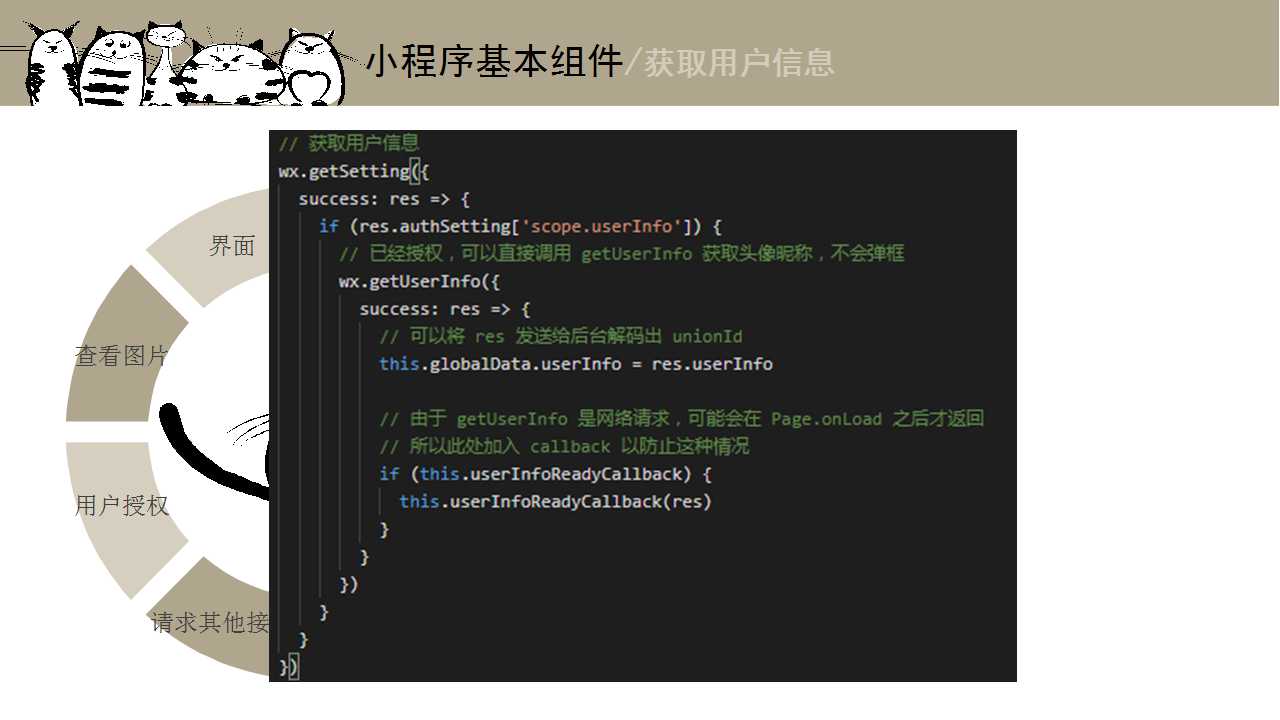 小程序基本组件/获取用户信息
界面
查看图片
用户授权
请求其他接
// 获取用户信息
wx.getSetting({
success: res => {
if (res.authSetting['scope.userInfo']) {
// 已经授权，可以直接调用 getUserInfo 获取头像昵称，不会弹框
wx.getUserInfo({
success: res => {
// 可以将 res 发送给后台解码出 unionId
this.globalData.userInfo = res.userInfo
// 由于 getUserInfo 是网络请求，可能会在 Page.onLoad 之后才返回
// 所以此处加入 callback 以防止这种情况
if (this.userInfoReadyCallback) {
this.userInfoReadyCallback(res)
}
}
})
}
}
})